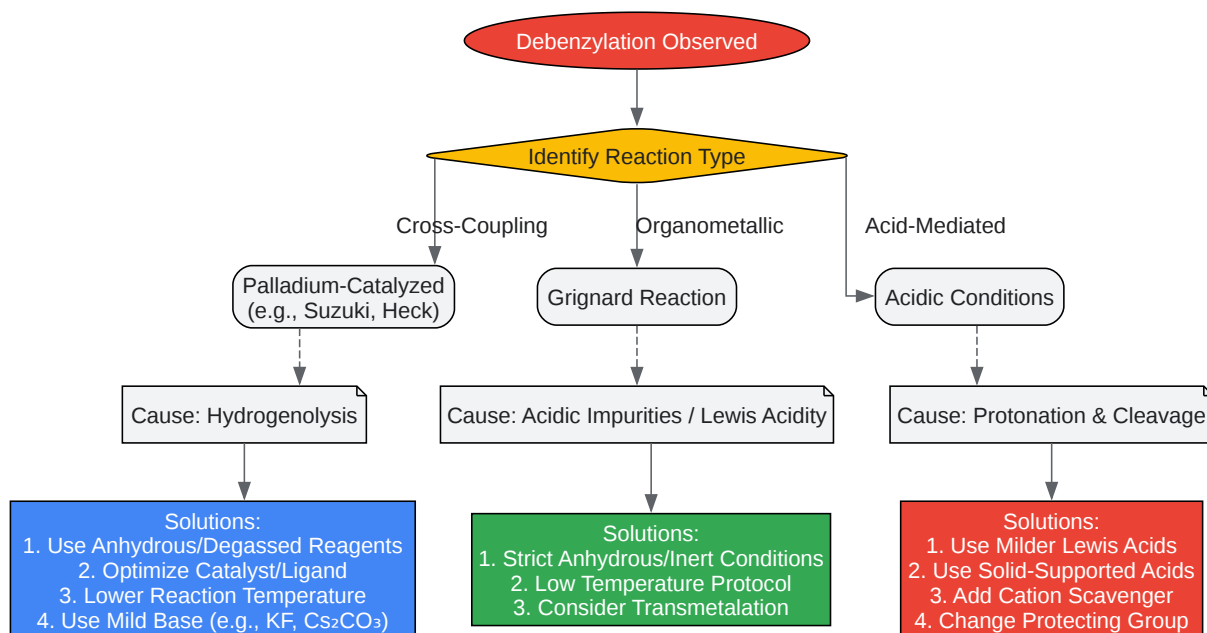 Debenzylation Observed
Identify Reaction Type
Cross-Coupling
Organometallic
Acid-Mediated
Palladium-Catalyzed
(e.g., Suzuki, Heck)
Grignard Reaction
Acidic Conditions
Cause: Hydrogenolysis
Cause: Acidic Impurities / Lewis Acidity
Cause: Protonation & Cleavage
Solutions:
1. Use Anhydrous/Degassed Reagents
2. Optimize Catalyst/Ligand
3. Lower Reaction Temperature
4. Use Mild Base (e.g., KF, Cs₂CO₃)
Solutions:
1. Strict Anhydrous/Inert Conditions
2. Low Temperature Protocol
3. Consider Transmetalation
Solutions:
1. Use Milder Lewis Acids
2. Use Solid-Supported Acids
3. Add Cation Scavenger
4. Change Protecting Group